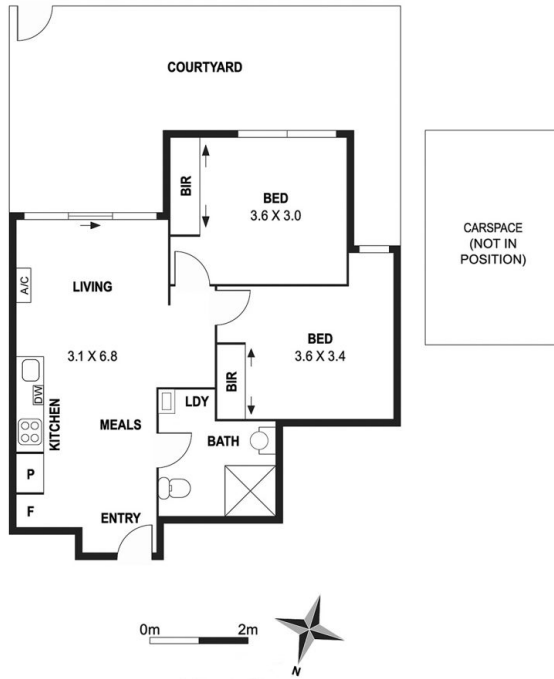 COURTYARD
BIR
BED
3.6 X 3.0
CARSPACE
(NOT IN
POSITION)
A/C
LIVING
BED
3.6 X 3.4
3.1 X 6.8
BIR
DW
KITCHEN
LDY
MEALS
BATH
P
F
ENTRY
0m
2m
N